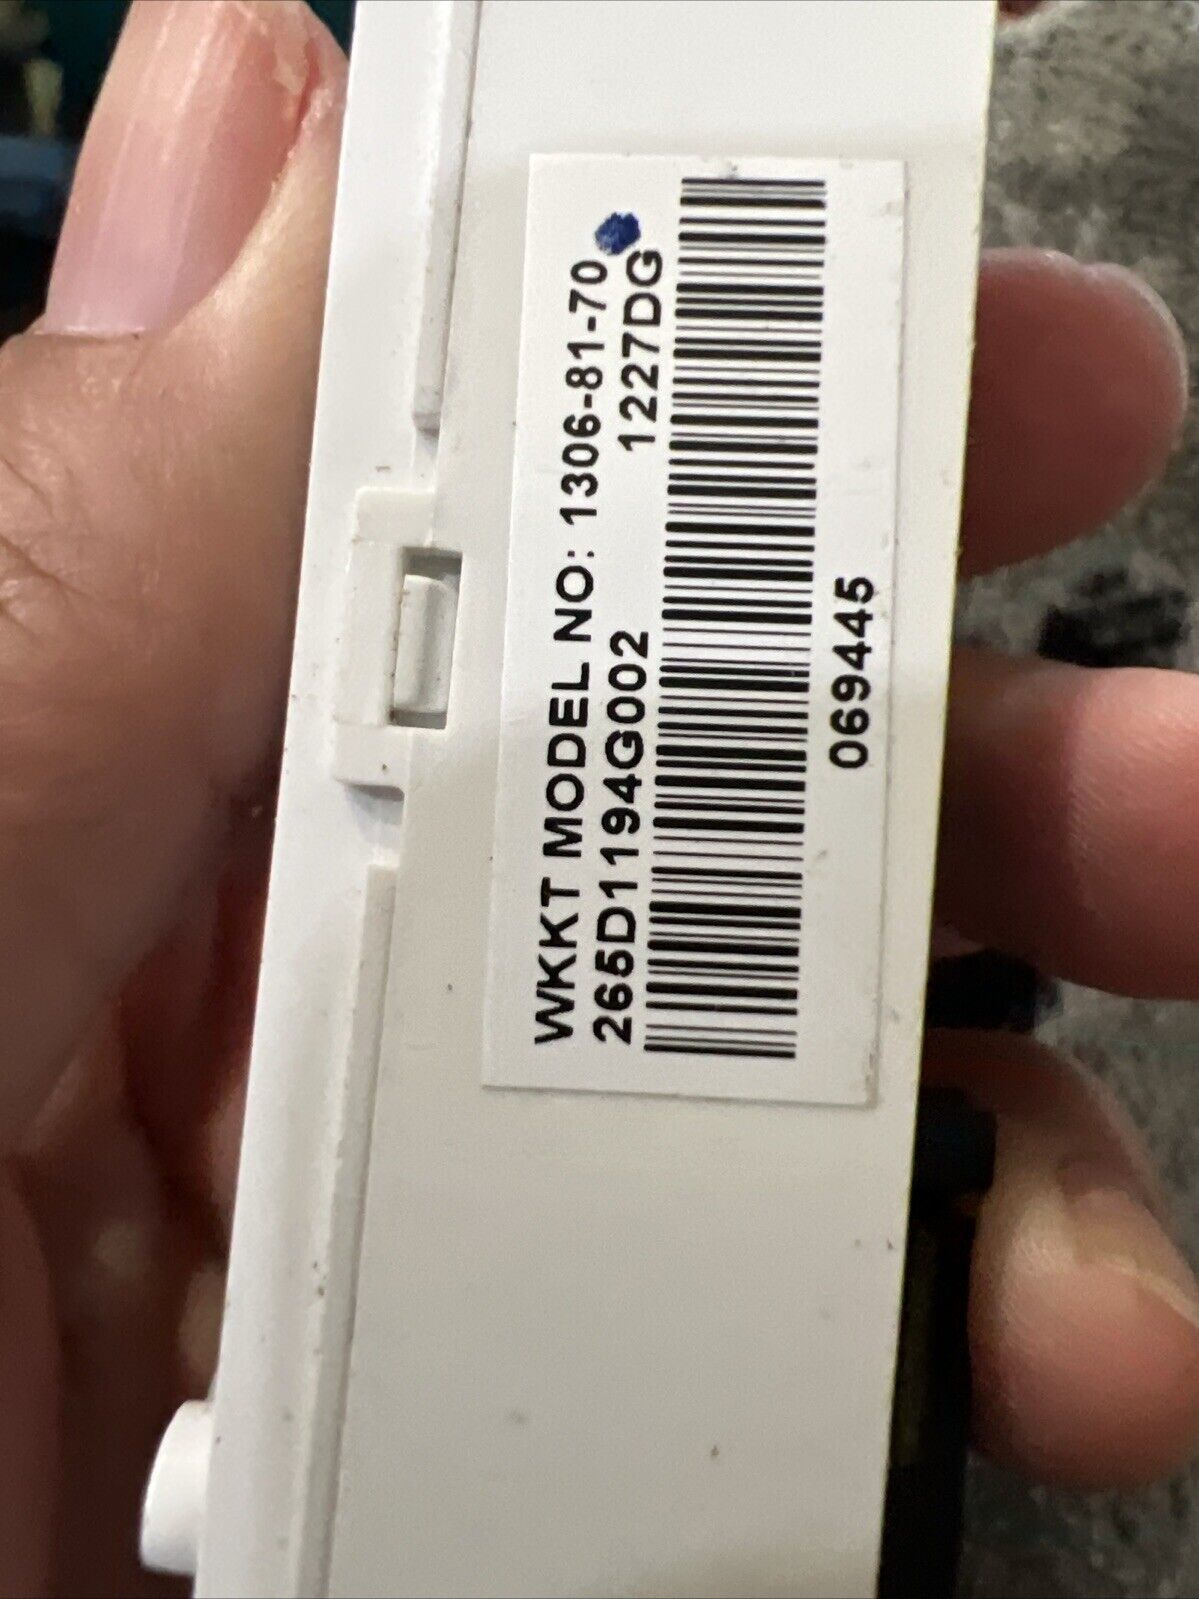 WKKT MODEL NO: 1306-81-70
265D1194G002 1227DG
069445